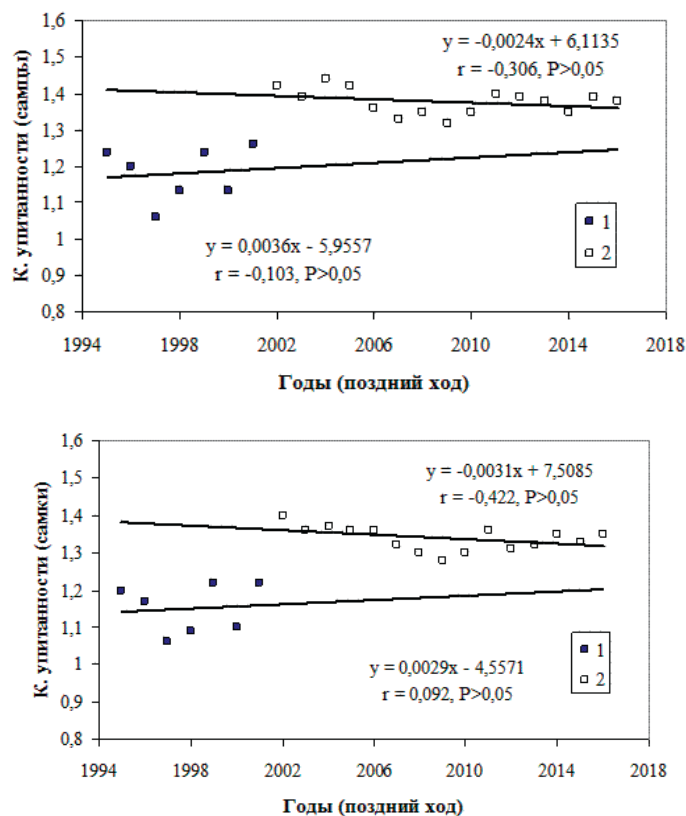 К. упитанности (самцы)
1,6
1,5
1,4
1,3
1,2
1,1
1
0,9
0,8
y = -0,0024x + 6,1135
r = -0,306, P>0,05
y = 0,0036x - 5,9557
r = -0,103, P>0,05
1
2
1994 1998 2002 2006 2010 2014 2018
Годы (поздний ход)
К. упитанности (самки)
1,6
1,5
1,4
1,3
1,2
1,1
1
0,9
0,8
y = -0,0031x + 7,5085
r = -0,422, P>0,05
y = 0,0029x - 4,5571
r = 0,092, P>0,05
1
2
1994 1998 2002 2006 2010 2014 2018
Годы (поздний ход)